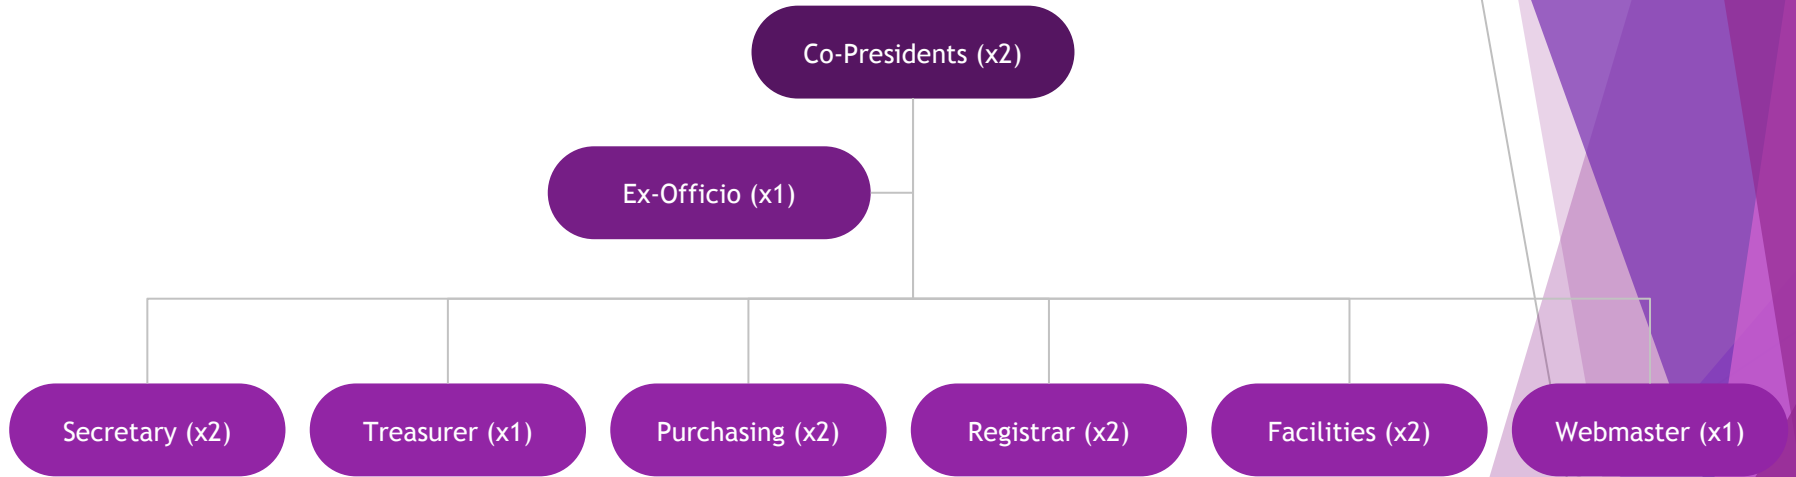 Co-Presidents (x2)
Ex-Officio (x1)
Secretary (x2)
Treasurer (x1)
Purchasing (x2)
Registrar (x2)
Facilities (x2)
Webmaster (x1)